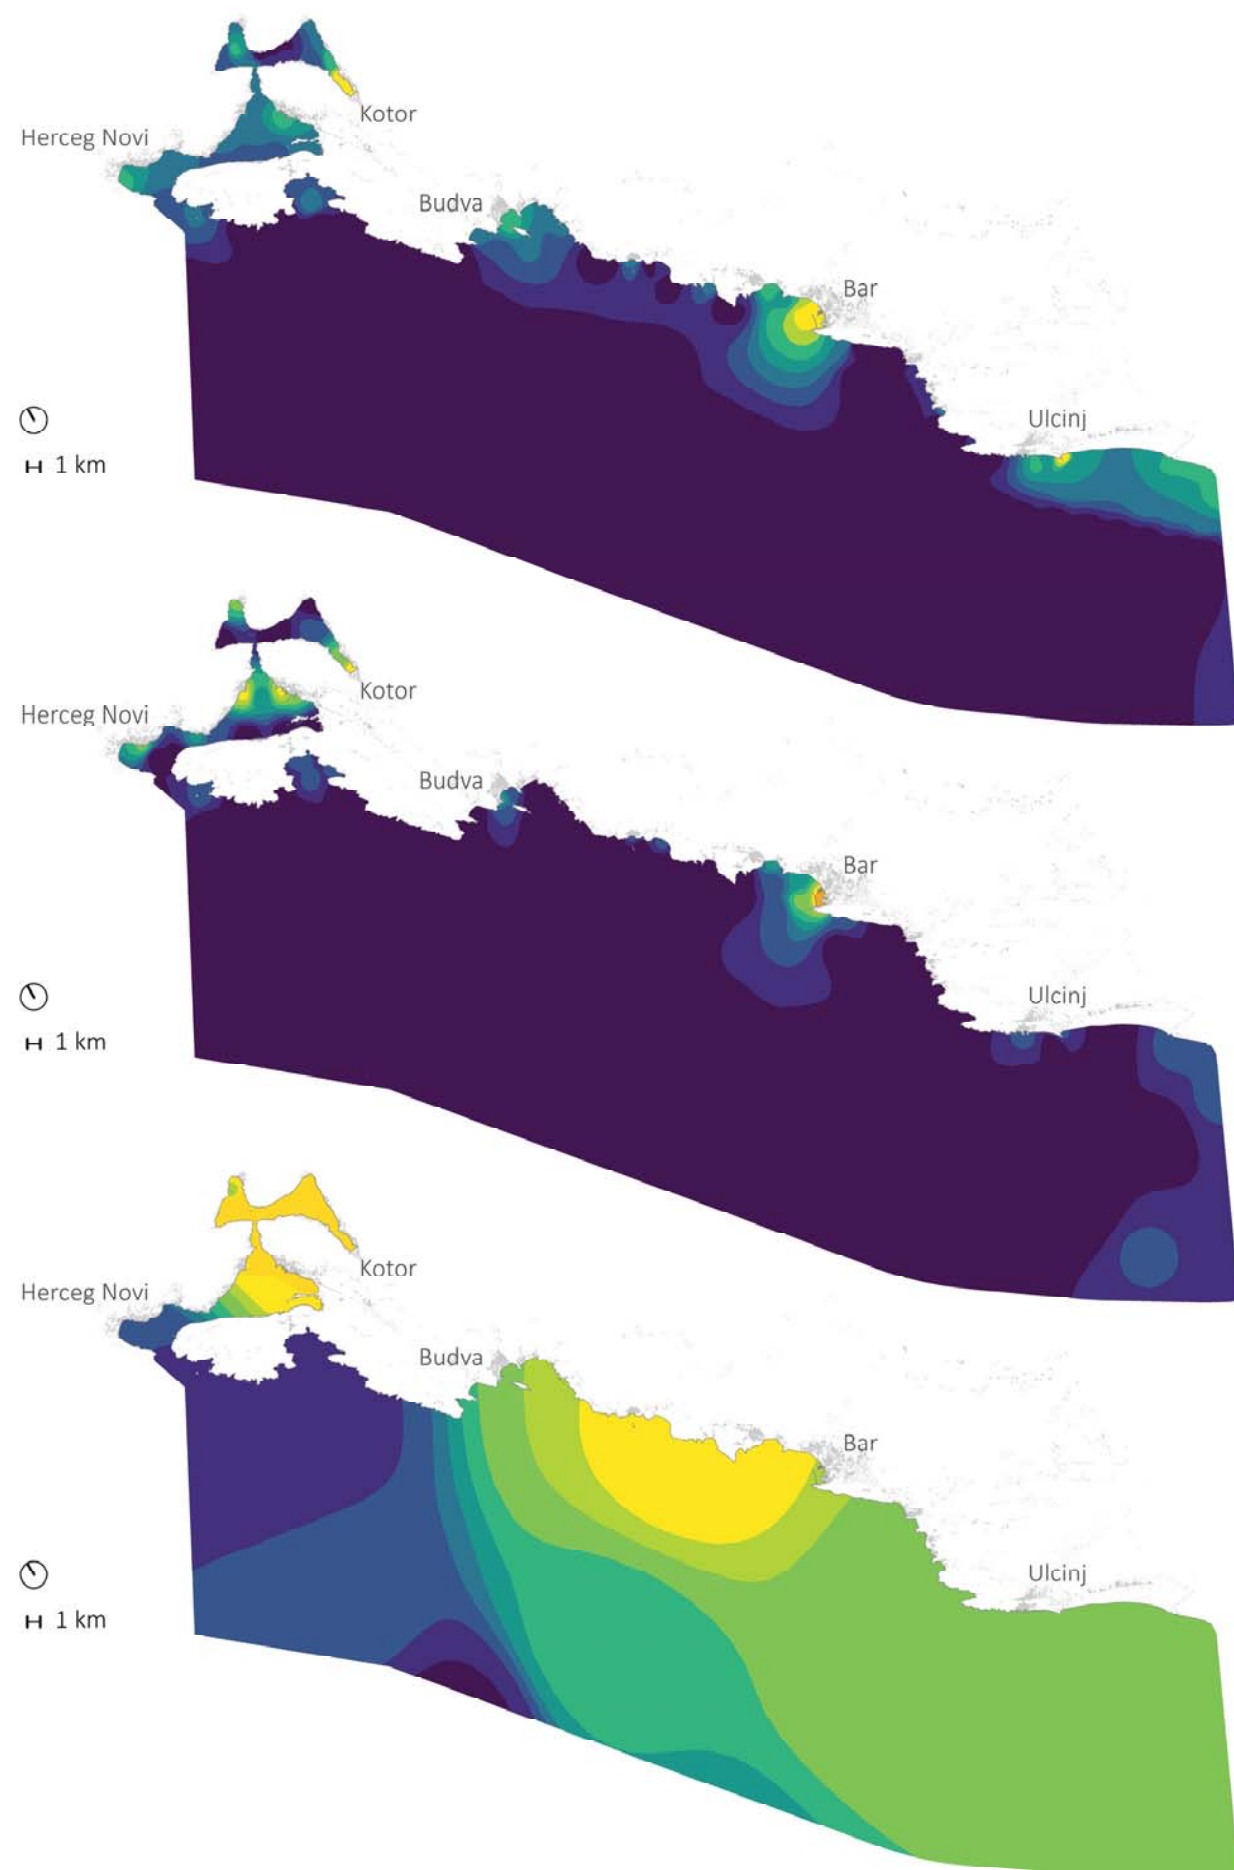 Kotor
Herceg Novi
Budva
Bar
Ulcinj
1 km
Kotor
Herceg Novi
Budva
Bar
Ulcinj
1 km
Kotor
Herceg Novi
Budva
Bar
Ulcinj
1 km